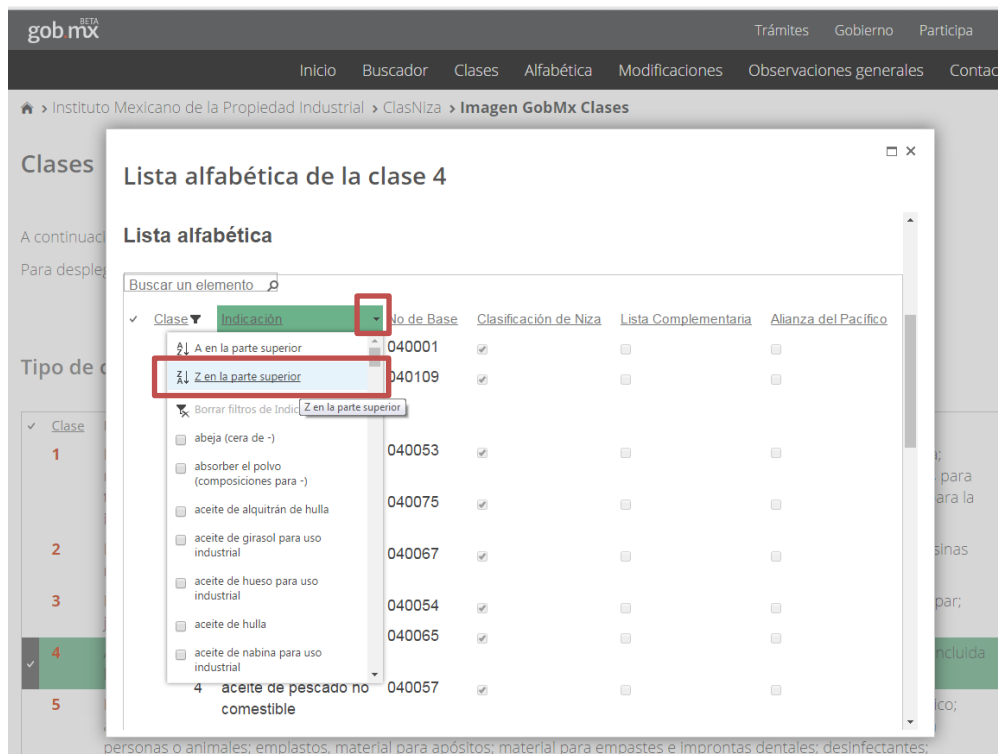 gob.mx BETA
Trámites Gobierno Participa
Inicio Buscador Clases Alfabética Modificaciones Observaciones generales Contac
> Instituto Mexicano de la Propiedad Industrial > ClasNiza > Imagen GobMx Clases
Clases
Lista alfabética de la clase 4
A continuaci
Lista alfabética
Para despleg
Buscar un elemento
Clase Indicación No de Base Clasificación de Niza Lista Complementaria Alianza del Pacífico
A en la parte superior 040001
Tipo de c
Z en la parte superior 040109
Borrar filtros de Indic
Z en la parte superior
Clase
abeja (cera de -) 040053
1
absorber el polvo
(composiciones para -)
para
ara la
aceite de alquitrán de hulla 040075
aceite de girasol para uso
industrial 040067
2
sinas
aceite de hueso para uso
industrial
3
040054
par;
aceite de hulla 040065
4
aceite de nabina para uso
industrial
ncluida
4 aceite de pescado no 040057
comestible
5
ico;
personas o animales; emplastos, material para apósitos; material para empastes e improntas dentales; desinfectantes;